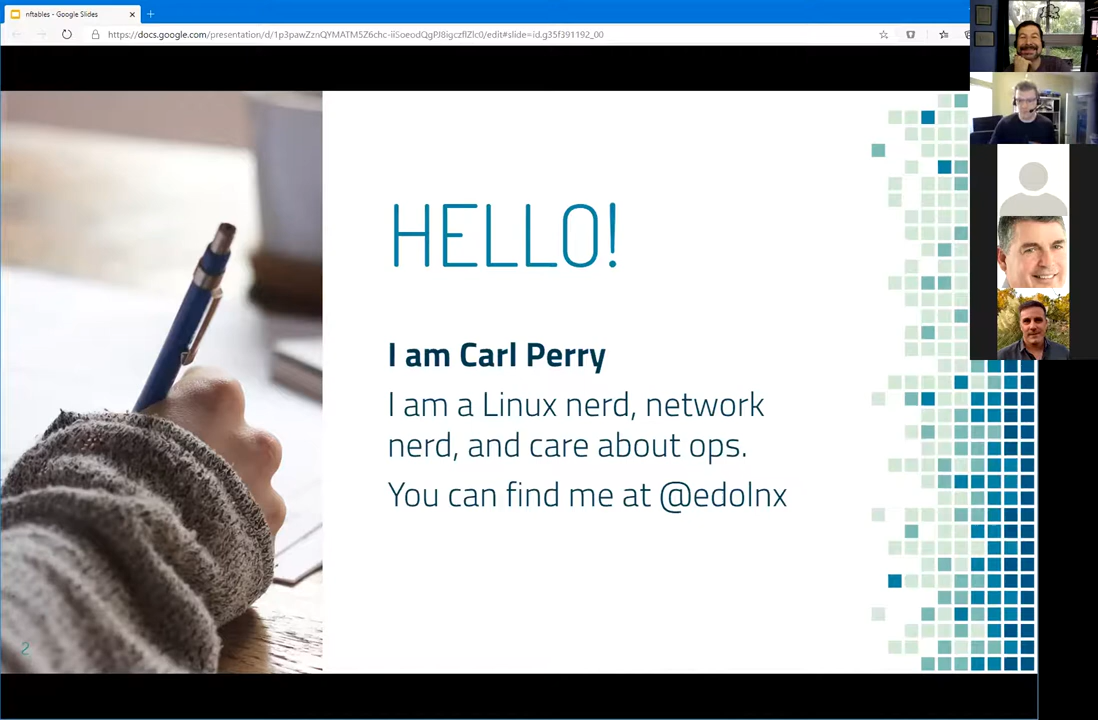 nftables - Google Slides
https://docs.google.com/presentation/d/1p3pawZznQYMATM5Z6chc-iiSoeodQgPJ8igczflZlc0/edit#slide=id.g35f391192_00
HELLO!
I am Carl Perry
I am a Linux nerd, network
nerd, and care about ops.
You can find me at @edolnx
2